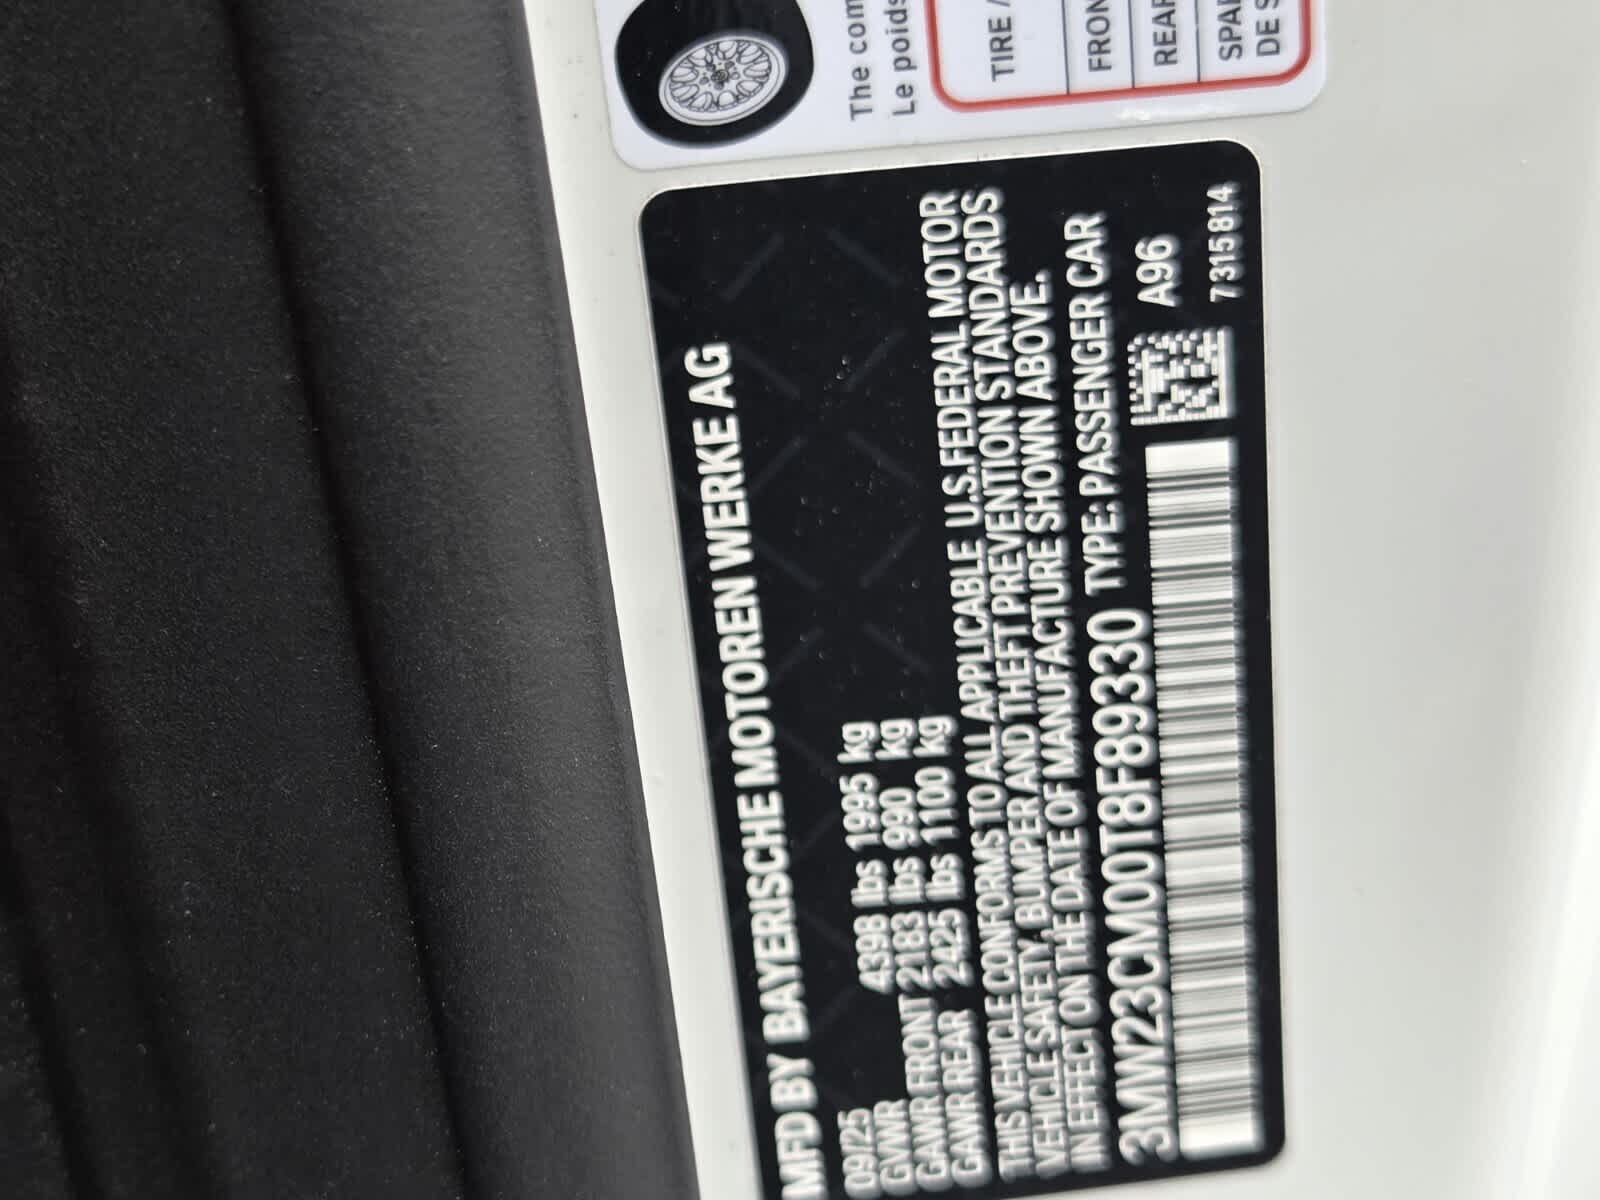 The com
Le poids
TIRE /
FRON
REAR
SPAR
DE S
MFD BY BAYERISCHE MOTOREN WERKE AG
09/25
GVWR 4398 lbs 1995 kg
GAWR FRONT 2183 lbs 990 kg
GAWR REAR 2425 lbs 1100 kg
THIS VEHICLE CONFORMS TO ALL APPLICABLE U.S.FEDERAL MOTOR
VEHICLE SAFETY, BUMPER AND THEFT PREVENTION STANDARDS
IN EFFECT ON THE DATE OF MANUFACTURE SHOWN ABOVE.
3MW23CM00T8F89330 TYPE: PASSENGER CAR
A96
7315814